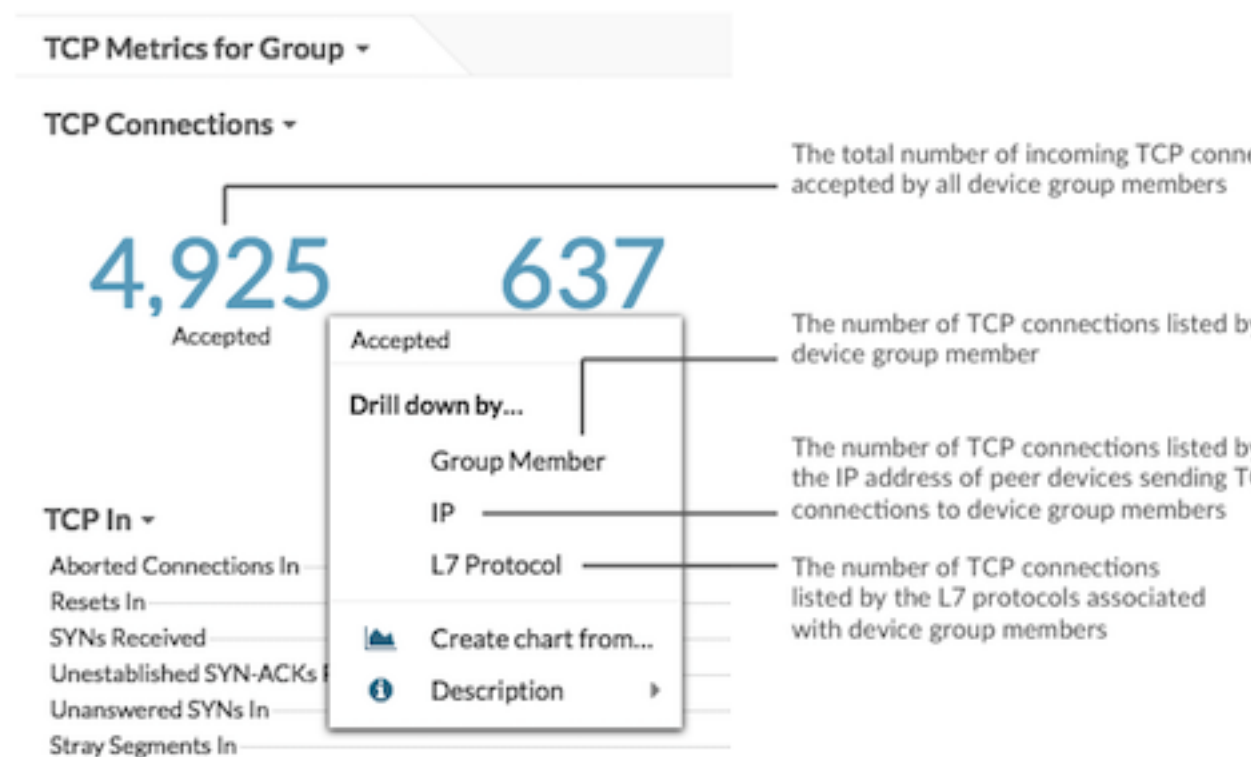 TCP Metrics for Group
TCP Connections
The total number of incoming TCP
accepted by all device group members
4,925
637
Accepted
Accepted
The number of TCP connections listed
device group member
Drill down by...
Group Member
IP
L7 Protocol
The number of TCP connections listed
the IP address of peer devices sending
connections to device group members
The number of TCP connections
listed by the L7 protocols associated
with device group members
Create chart from...
Description
TCP In
Aborted Connections In
Resets In
SYNs Received
Unestablished SYN-ACKs
Unanswered SYNs In
Stray Segments In